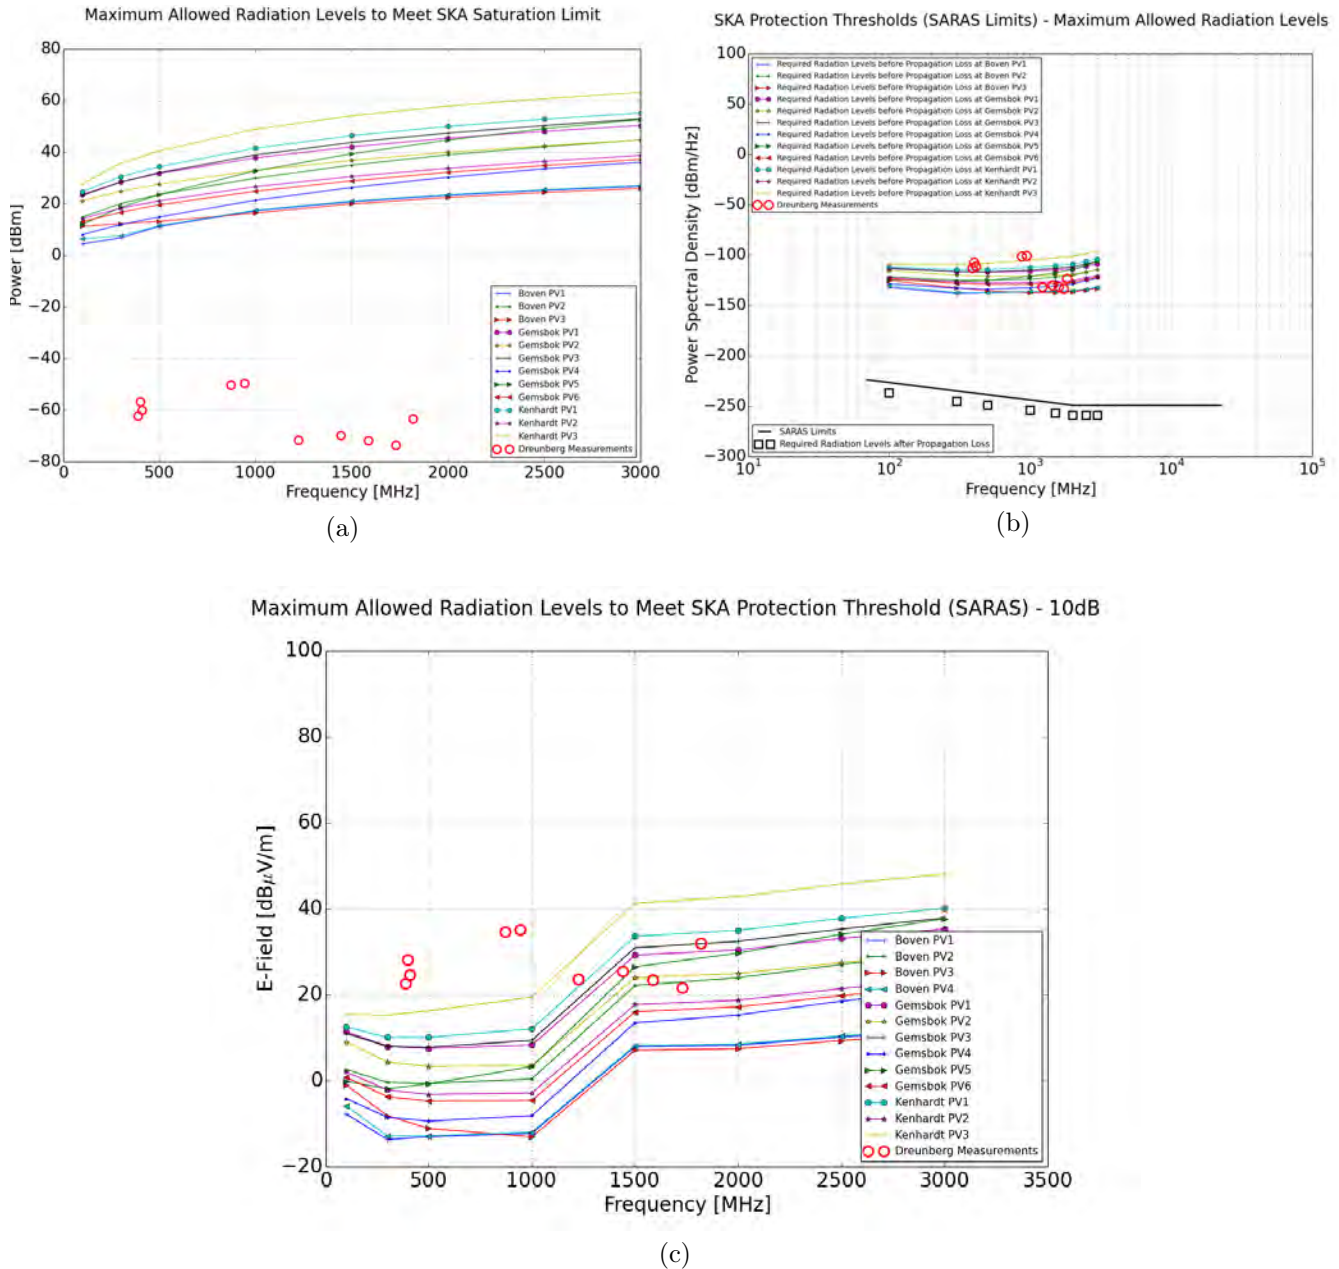 Maximum Allowed Radiation Levels to Meet SKA Saturation Limit
80
60
40
20
0
−20
−40
−60
−80
Power [dBm]
0
500
1000
1500
2000
2500
3000
Frequency [MHz]
Boven PV1
Boven PV2
Boven PV3
Gemsbok PV1
Gemsbok PV2
Gemsbok PV3
Gemsbok PV4
Gemsbok PV5
Gemsbok PV6
Kenhardt PV1
Kenhardt PV2
Kenhardt PV3
Dreunberg Measurements
(a)
SKA Protection Thresholds (SARAS Limits) - Maximum Allowed Radiation Levels
100
50
0
−50
−100
−150
−200
−250
−300
Power Spectral Density [dBm/Hz]
10^1
10^2
10^3
10^4
10^5
Frequency [MHz]
Required Radiation Levels before Propagation Loss at Boven PV1
Required Radiation Levels before Propagation Loss at Boven PV2
Required Radiation Levels before Propagation Loss at Boven PV3
Required Radiation Levels before Propagation Loss at Gemsbok PV1
Required Radiation Levels before Propagation Loss at Gemsbok PV2
Required Radiation Levels before Propagation Loss at Gemsbok PV3
Required Radiation Levels before Propagation Loss at Gemsbok PV4
Required Radiation Levels before Propagation Loss at Gemsbok PV5
Required Radiation Levels before Propagation Loss at Gemsbok PV6
Required Radiation Levels before Propagation Loss at Kenhardt PV1
Required Radiation Levels before Propagation Loss at Kenhardt PV2
Required Radiation Levels before Propagation Loss at Kenhardt PV3
Dreunberg Measurements
SARAS Limits
Required Radiation Levels after Propagation Loss
(b)
Maximum Allowed Radiation Levels to Meet SKA Protection Threshold (SARAS) - 10dB
100
80
60
40
20
0
−20
E-Field [dBμV/m]
0
500
1000
1500
2000
2500
3000
3500
Frequency [MHz]
Boven PV1
Boven PV2
Boven PV3
Boven PV4
Gemsbok PV1
Gemsbok PV2
Gemsbok PV3
Gemsbok PV4
Gemsbok PV5
Gemsbok PV6
Kenhardt PV1
Kenhardt PV2
Kenhardt PV3
Dreunberg Measurements
(c)